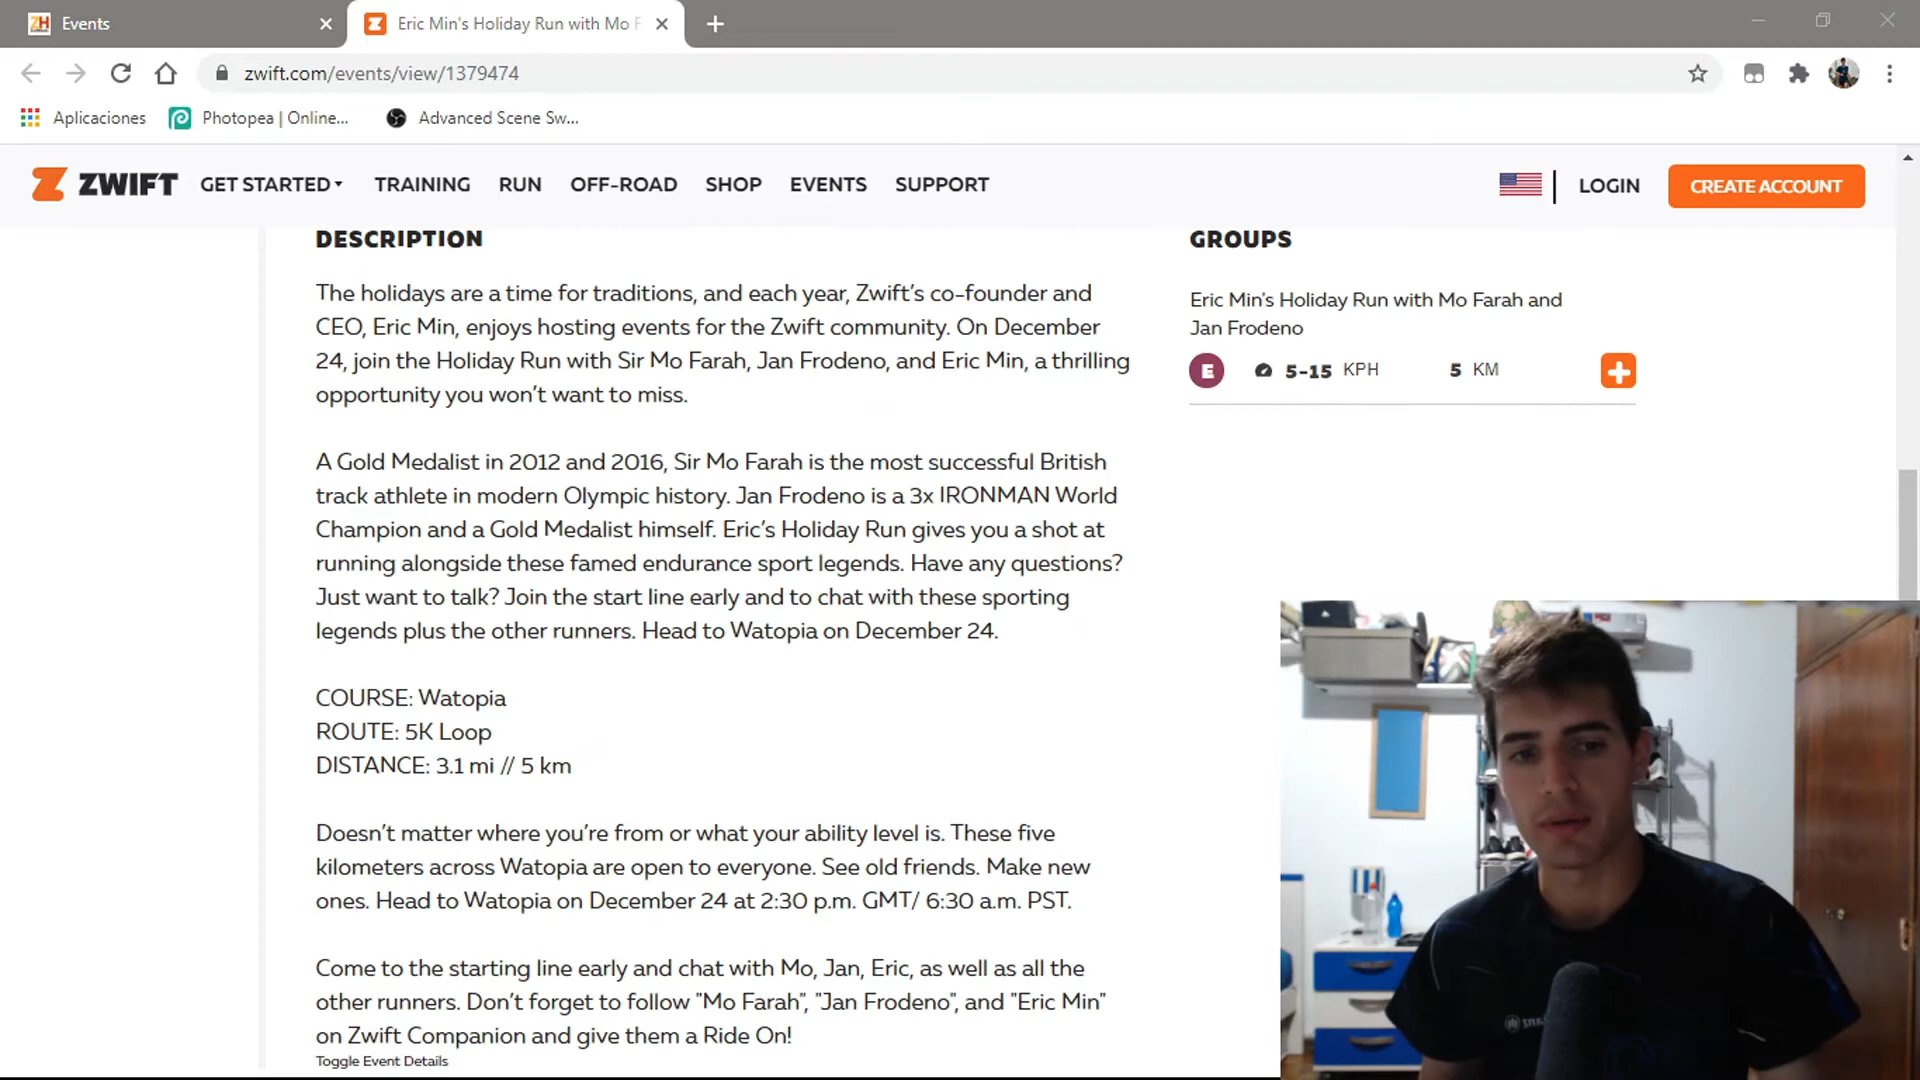 Events
Eric Min's Holiday Run with Mo F
zwift.com/events/view/1379474
Aplicaciones
Photopea | Online...
Advanced Scene Sw...
ZWIFT
GET STARTED
TRAINING
RUN
OFF-ROAD
SHOP
EVENTS
SUPPORT
LOGIN
CREATE ACCOUNT
DESCRIPTION
The holidays are a time for traditions, and each year, Zwift’s co-founder and
CEO, Eric Min, enjoys hosting events for the Zwift community. On December
24, join the Holiday Run with Sir Mo Farah, Jan Frodeno, and Eric Min, a thrilling
opportunity you won’t want to miss.
A Gold Medalist in 2012 and 2016, Sir Mo Farah is the most successful British
track athlete in modern Olympic history. Jan Frodeno is a 3x IRONMAN World
Champion and a Gold Medalist himself. Eric’s Holiday Run gives you a shot at
running alongside these famed endurance sport legends. Have any questions?
Just want to talk? Join the start line early and to chat with these sporting
legends plus the other runners. Head to Watopia on December 24.
COURSE: Watopia
ROUTE: 5K Loop
DISTANCE: 3.1 mi // 5 km
Doesn’t matter where you’re from or what your ability level is. These five
kilometers across Watopia are open to everyone. See old friends. Make new
ones. Head to Watopia on December 24 at 2:30 p.m. GMT/ 6:30 a.m. PST.
Come to the starting line early and chat with Mo, Jan, Eric, as well as all the
other runners. Don’t forget to follow "Mo Farah", "Jan Frodeno", and "Eric Min"
on Zwift Companion and give them a Ride On!
Toggle Event Details
GROUPS
Eric Min's Holiday Run with Mo Farah and
Jan Frodeno
E 5-15 KPH 5 KM